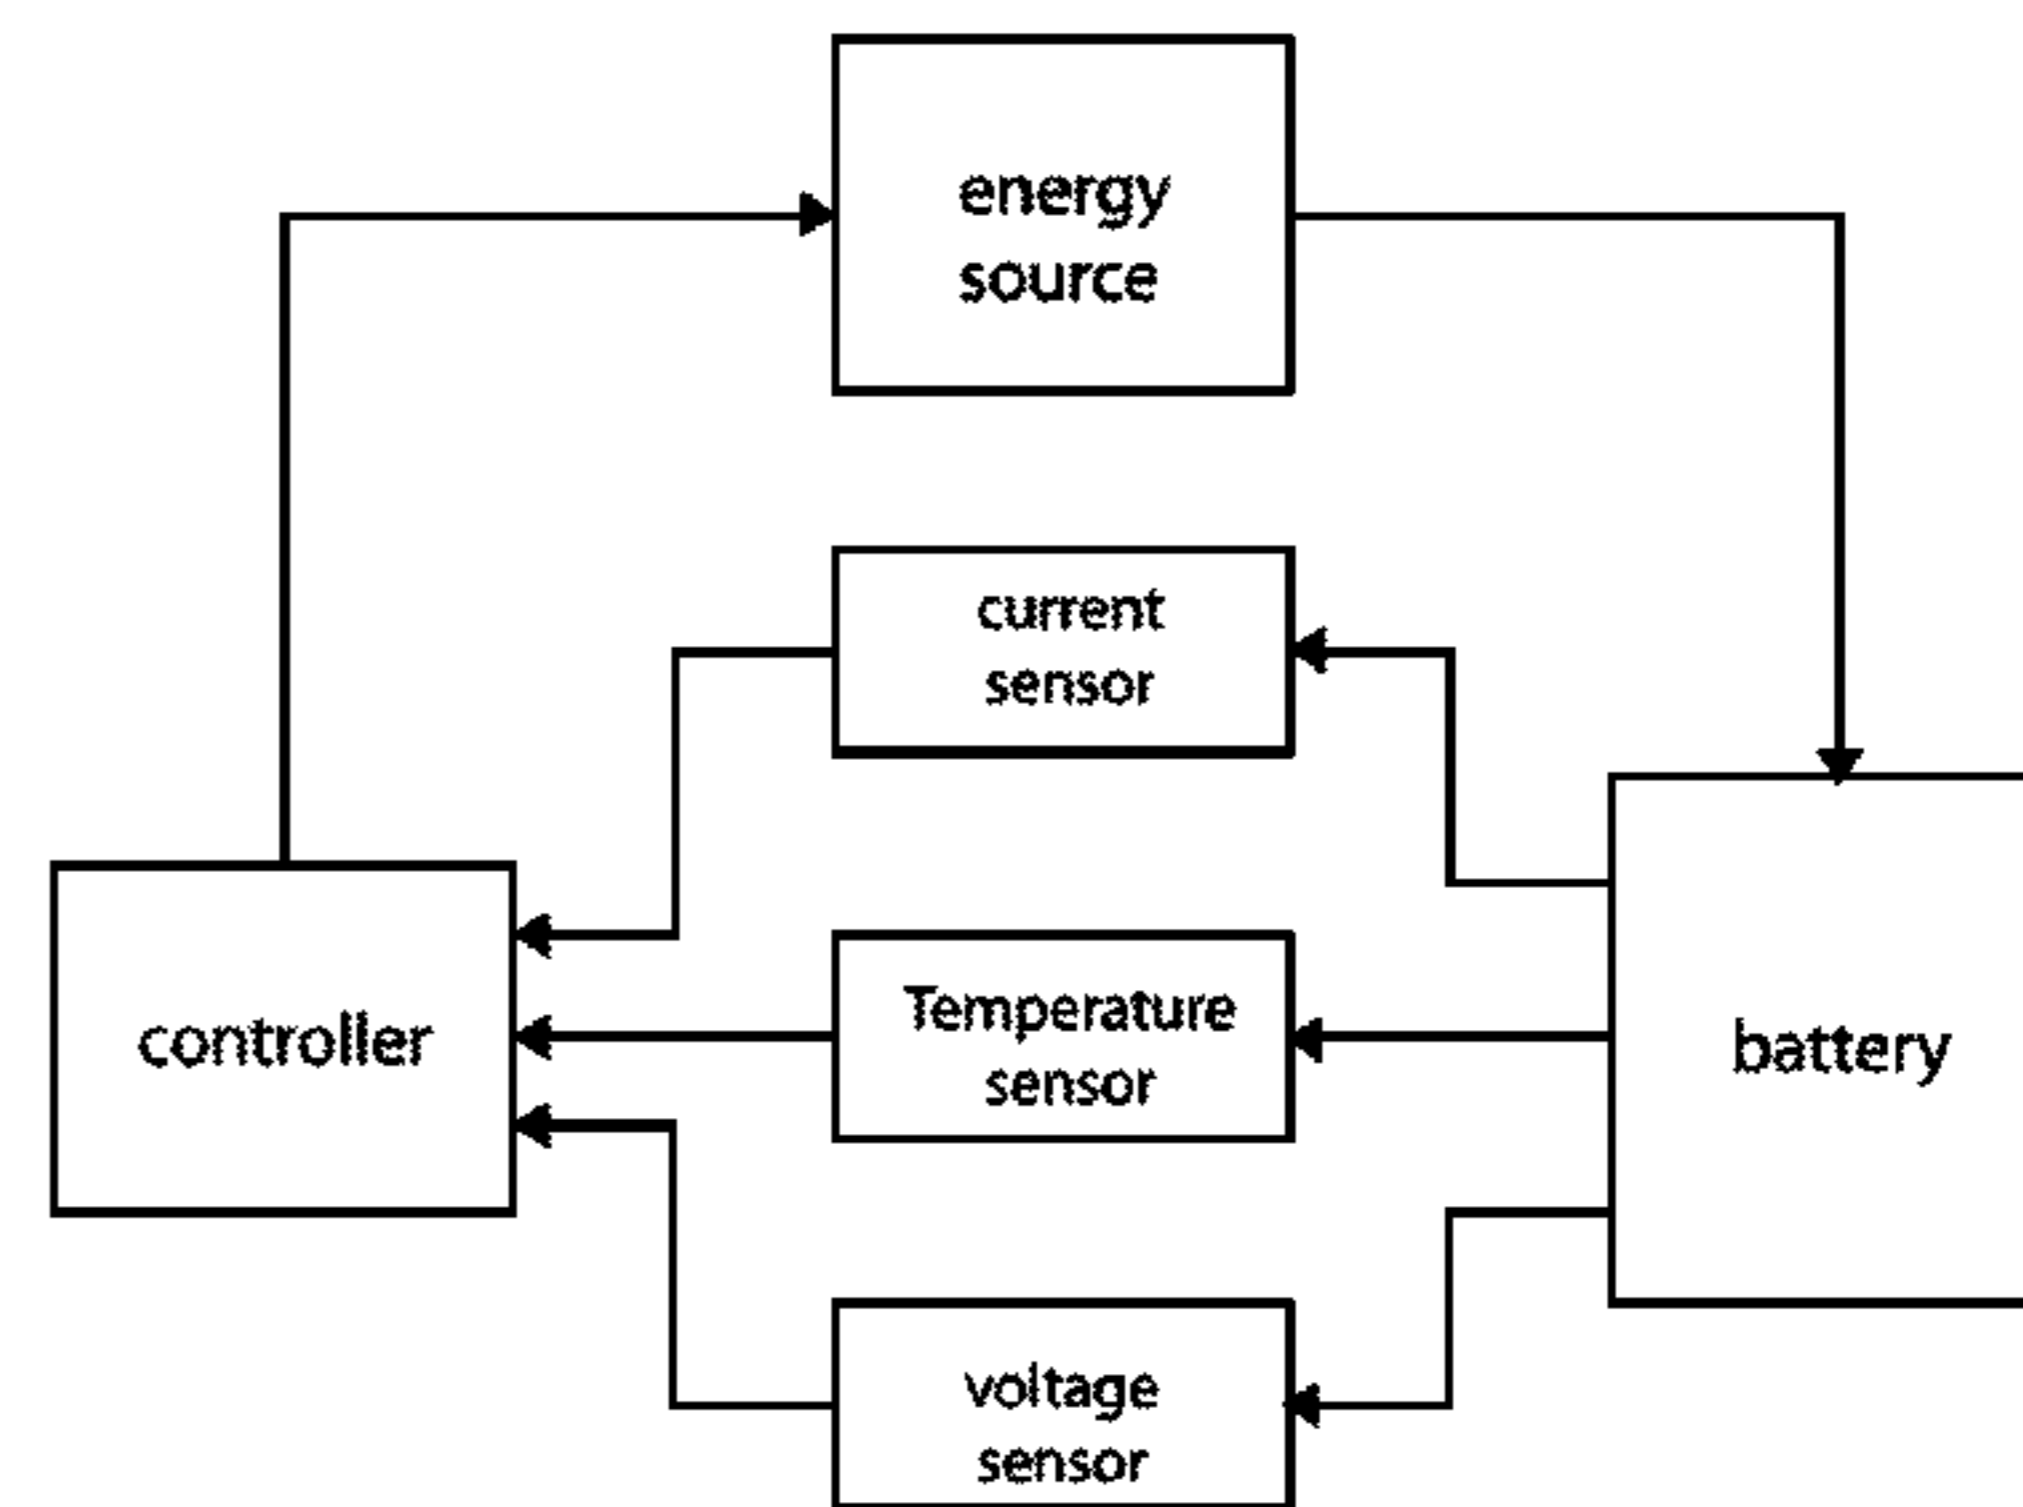 energy
source
current
sensor
controller
Temperature
sensor
battery
voltage
sensor